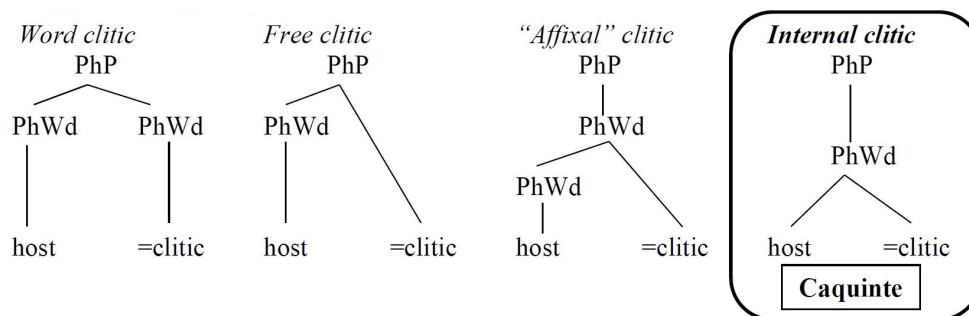 Word clitic Free clitic “Affixal” clitic Internal clitic
PhP PhP PhP PhP
PhWd PhWd PhWd PhWd PhWd
PhWd
host =clitic host =clitic host =clitic host =clitic
Caquinte